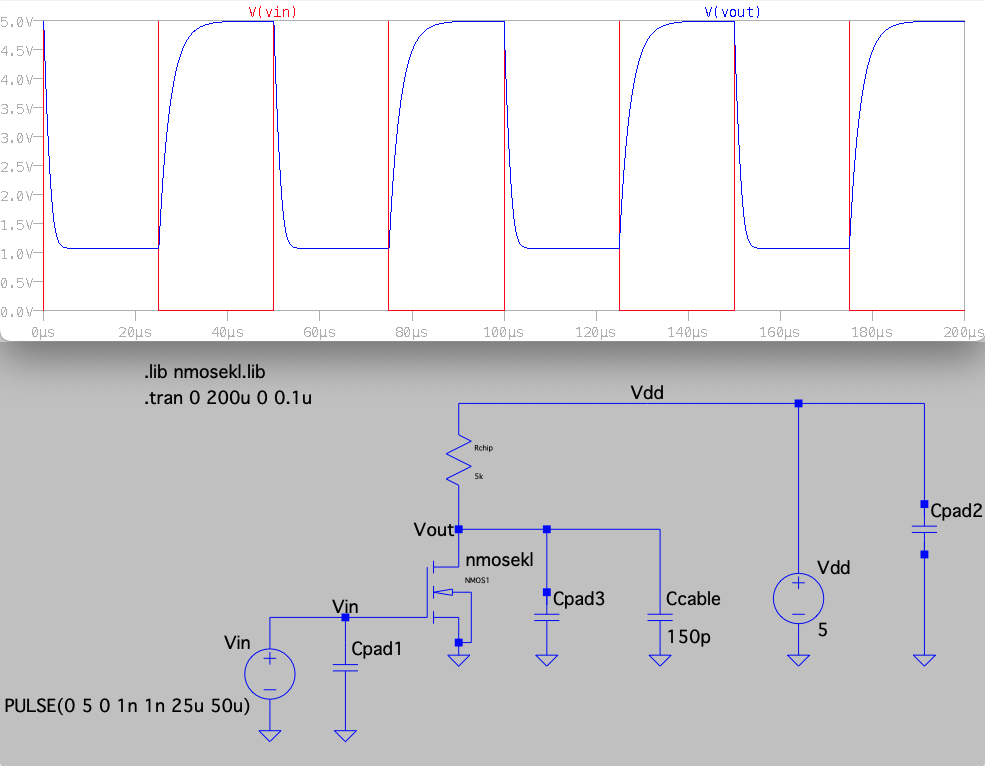 V(vin) V(vout)
5.0V
4.5V
4.0V
3.5V
3.0V
2.5V
2.0V
1.5V
1.0V
0.5V
0.0V
0µs 20µs 40µs 60µs 80µs 100µs 120µs 140µs 160µs 180µs 200µs
.lib nmosekl.lib
.tran 0 200u 0 0.1u
Vdd
Rchip
5k
Vout
nmosekl
NMOS1
Cpad2
Vdd
5
Cpad3
Ccable
150p
Vin
Vin
Cpad1
PULSE(0 5 0 1n 1n 25u 50u)